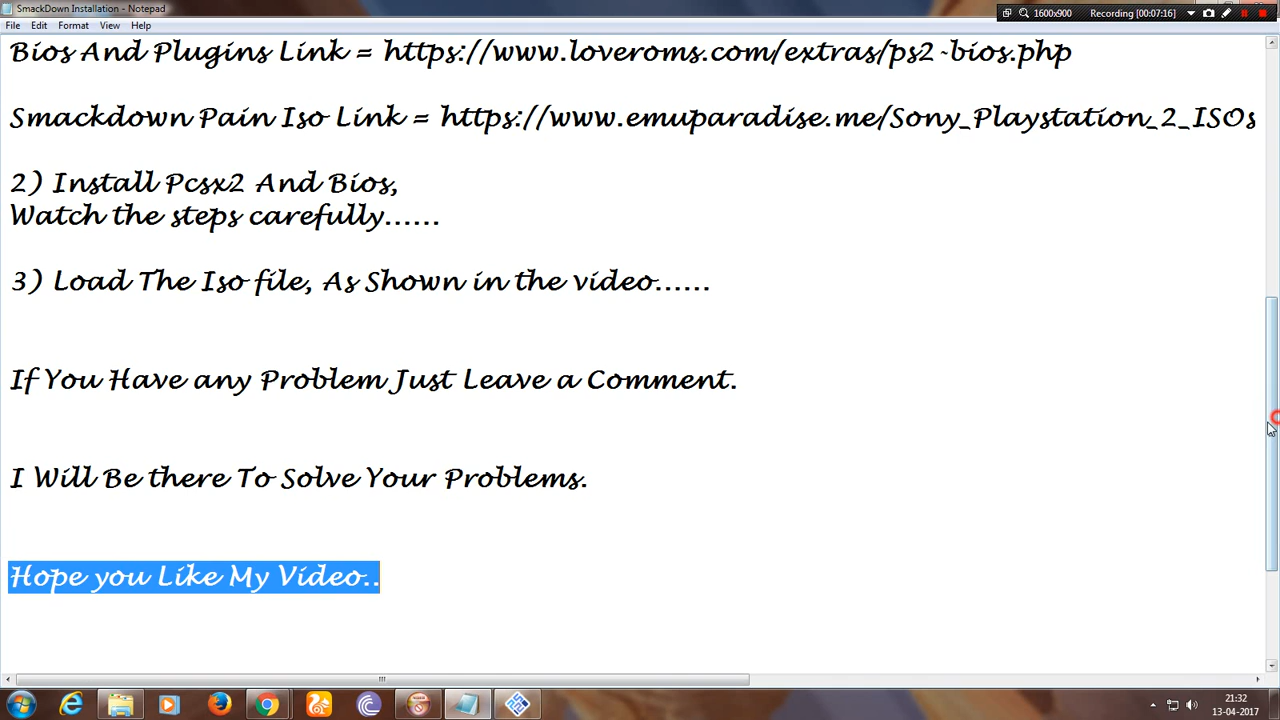 SmackDown Installation - Notepad
1600x900
Recording [00:07:16]
File Edit Format View Help
Bios And Plugins Link = https://www.loveroms.com/extras/ps2-bios.php
Smackdown Pain Iso Link = https://www.emuparadise.me/Sony_Playstation_2_ISOs
2) Install Pcsx2 And Bios,
Watch the steps carefully......
3) Load The Iso file, As Shown in the video......
If You Have any Problem Just Leave a Comment.
I Will Be there To Solve Your Problems.
Hope you Like My Video..
21:32
13-04-2017